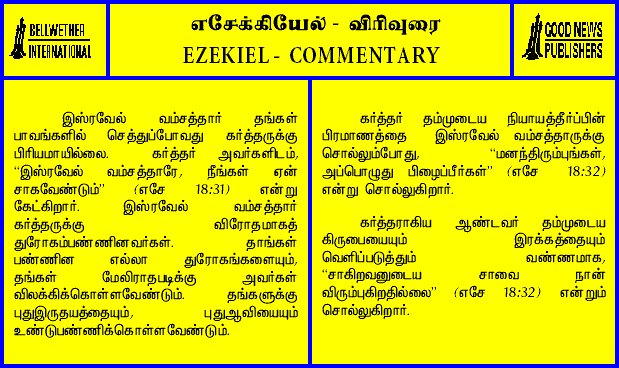 BELLWETHER
INTERNATIONAL
எசேக்கியேல் - விரிவுரை
EZEKIEL - COMMENTARY
GOOD NEWS
PUBLISHERS
இஸ்ரவேல் வம்சத்தார் தங்கள்
பாவங்களில் செத்துப்போவது கர்த்தருக்கு
பிரியமாயில்லை. கர்த்தர் அவர்களிடம்,
“இஸ்ரவேல் வம்சத்தாரே, நீங்கள் ஏன்
சாகவேண்டும்” (எசே 18:31) என்று
கேட்கிறார். இஸ்ரவேல் வம்சத்தார்
கர்த்தருக்கு விரோதமாகத்
துரோகம்பண்ணினவர்கள். தாங்கள்
பண்ணின எல்லா துரோகங்களையும்,
தங்கள் மேலிராதபடிக்கு அவர்கள்
விலக்கிக்கொள்ளவேண்டும். தங்களுக்கு
புதுஇருதயத்தையும், புதுஆவியையும்
உண்டுபண்ணிக்கொள்ளவேண்டும்.
கர்த்தர் தம்முடைய நியாயத்தீர்ப்பின்
பிரமாணத்தை இஸ்ரவேல் வம்சத்தாருக்கு
சொல்லும்போது, “மனந்திரும்புங்கள்,
அப்பொழுது பிழைப்பீர்கள்” (எசே 18:32)
என்று சொல்லுகிறார்.
கர்த்தராகிய ஆண்டவர் தம்முடைய
கிருபையையும் இரக்கத்தையும்
வெளிப்படுத்தும் வண்ணமாக,
“சாகிறவனுடைய சாவை நான்
விரும்புகிறதில்லை” (எசே 18:32) என்றும்
சொல்லுகிறார்.